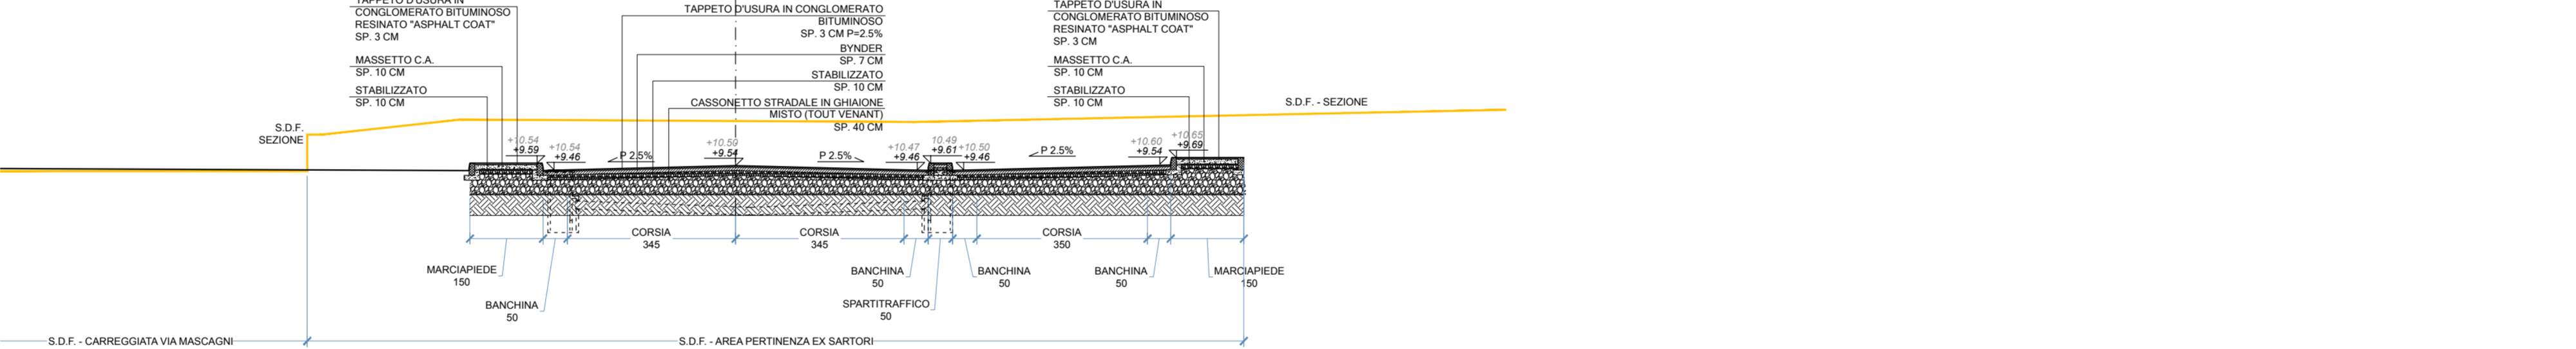 TAPPETO D'USURA IN
CONGLOMERATO BITUMINOSO
RESINATO "ASPHALT COAT"
SP. 3 CM
MASSETTO C.A.
SP. 10 CM
STABILIZZATO
SP. 10 CM
S.D.F.
SEZIONE
TAPPETO D'USURA IN CONGLOMERATO
BITUMINOSO
SP. 3 CM P=2.5%
BYNDER
SP. 7 CM
STABILIZZATO
SP. 10 CM
CASSONETTO STRADALE IN GHIAIONE
MISTO (TOUT VENANT)
SP. 40 CM
TAPPETO D'USURA IN
CONGLOMERATO BITUMINOSO
RESINATO "ASPHALT COAT"
SP. 3 CM
MASSETTO C.A.
SP. 10 CM
STABILIZZATO
SP. 10 CM
S.D.F. - SEZIONE
+10.54
+9.59
+10.54
+9.46
P 2.5%
+10.50
+9.54
P 2.5%
+10.47
+9.46
10.49
+9.61
+10.50
+9.46
P 2.5%
+10.60
+9.54
+10.65
+9.69
CORSIA
345
CORSIA
345
CORSIA
350
MARCIAPIEDE
150
BANCHINA
50
BANCHINA
50
SPARTITRAFFICO
50
BANCHINA
50
BANCHINA
50
MARCIAPIEDE
150
S.D.F. - CARREGGIATA VIA MASCAGNI
S.D.F. - AREA PERTINENZA EX SARTORI